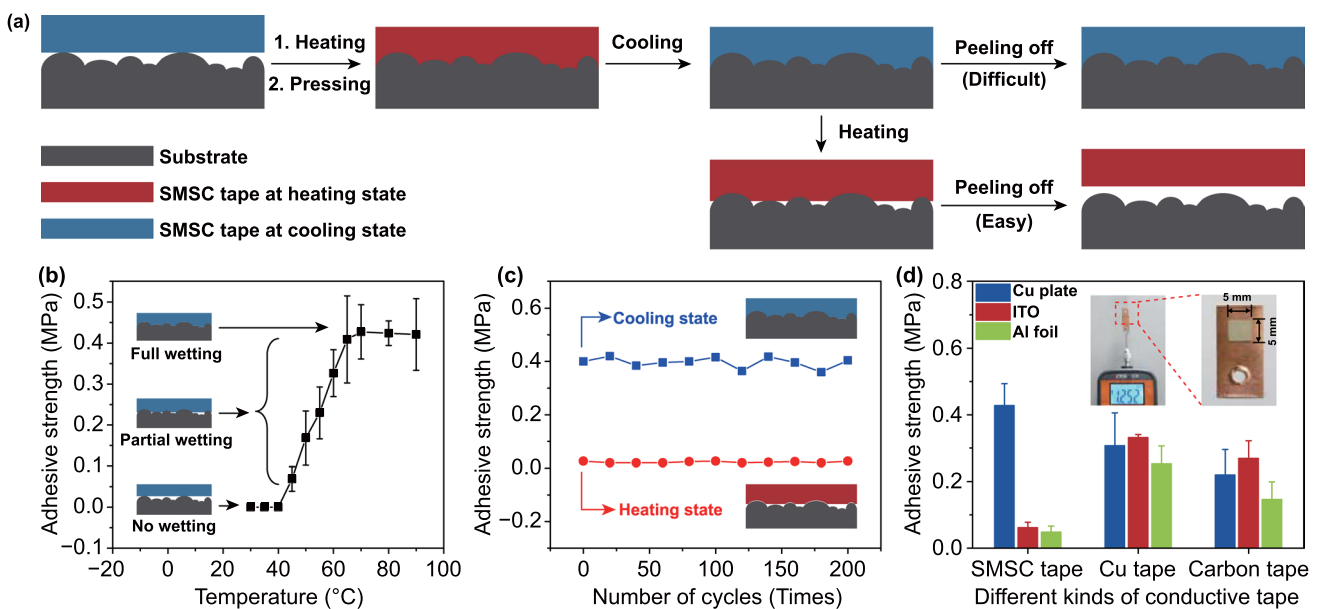 (a)
1. Heating
2. Pressing
Cooling
Peeling off
(Difficult)
Heating
Peeling off
(Easy)
Substrate
SMSC tape at heating state
SMSC tape at cooling state
(b)
Adhesive strength (MPa)
0.5
0.4
0.3
0.2
0.1
0.0
−0.1
Full wetting
Partial wetting
No wetting
−20 0 20 40 60 80 100
Temperature (°C)
(c)
Adhesive strength (MPa)
0.6
0.4
0.2
0.0
−0.2
Cooling state
Heating state
0 50 100 150 200
Number of cycles (Times)
(d)
Adhesive strength (MPa)
0.8
0.6
0.4
0.2
0.0
Cu plate
ITO
Al foil
5 mm
5 mm
1.252
SMSC tape Cu tape Carbon tape
Different kinds of conductive tape